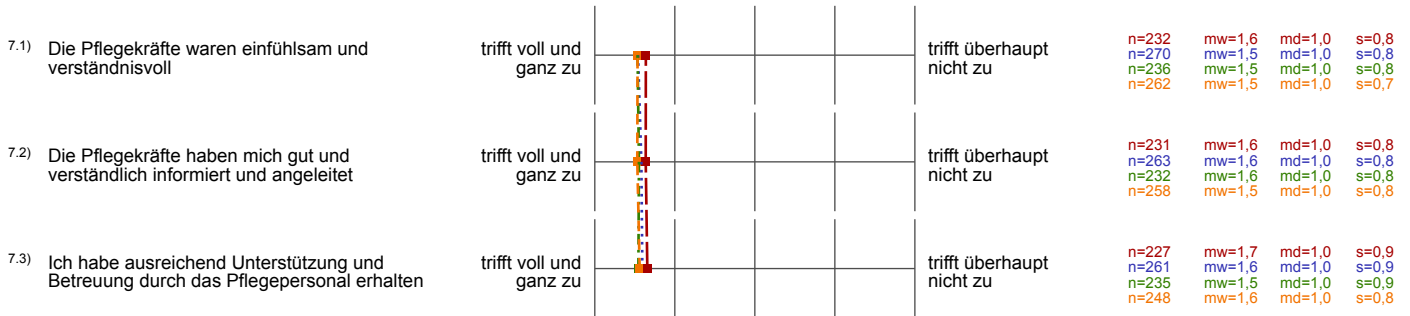 7.1) Die Pflegekräfte waren einfühlsam und
verständnisvoll
trifft voll und
ganz zu
trifft überhaupt
nicht zu
n=232 mw=1,6 md=1,0 s=0,8
n=270 mw=1,5 md=1,0 s=0,8
n=236 mw=1,5 md=1,0 s=0,8
n=262 mw=1,5 md=1,0 s=0,7
7.2) Die Pflegekräfte haben mich gut und
verständlich informiert und angeleitet
trifft voll und
ganz zu
trifft überhaupt
nicht zu
n=231 mw=1,6 md=1,0 s=0,8
n=263 mw=1,6 md=1,0 s=0,8
n=232 mw=1,6 md=1,0 s=0,8
n=258 mw=1,5 md=1,0 s=0,8
7.3) Ich habe ausreichend Unterstützung und
Betreuung durch das Pflegepersonal erhalten
trifft voll und
ganz zu
trifft überhaupt
nicht zu
n=227 mw=1,7 md=1,0 s=0,9
n=261 mw=1,6 md=1,0 s=0,9
n=235 mw=1,5 md=1,0 s=0,9
n=248 mw=1,6 md=1,0 s=0,8